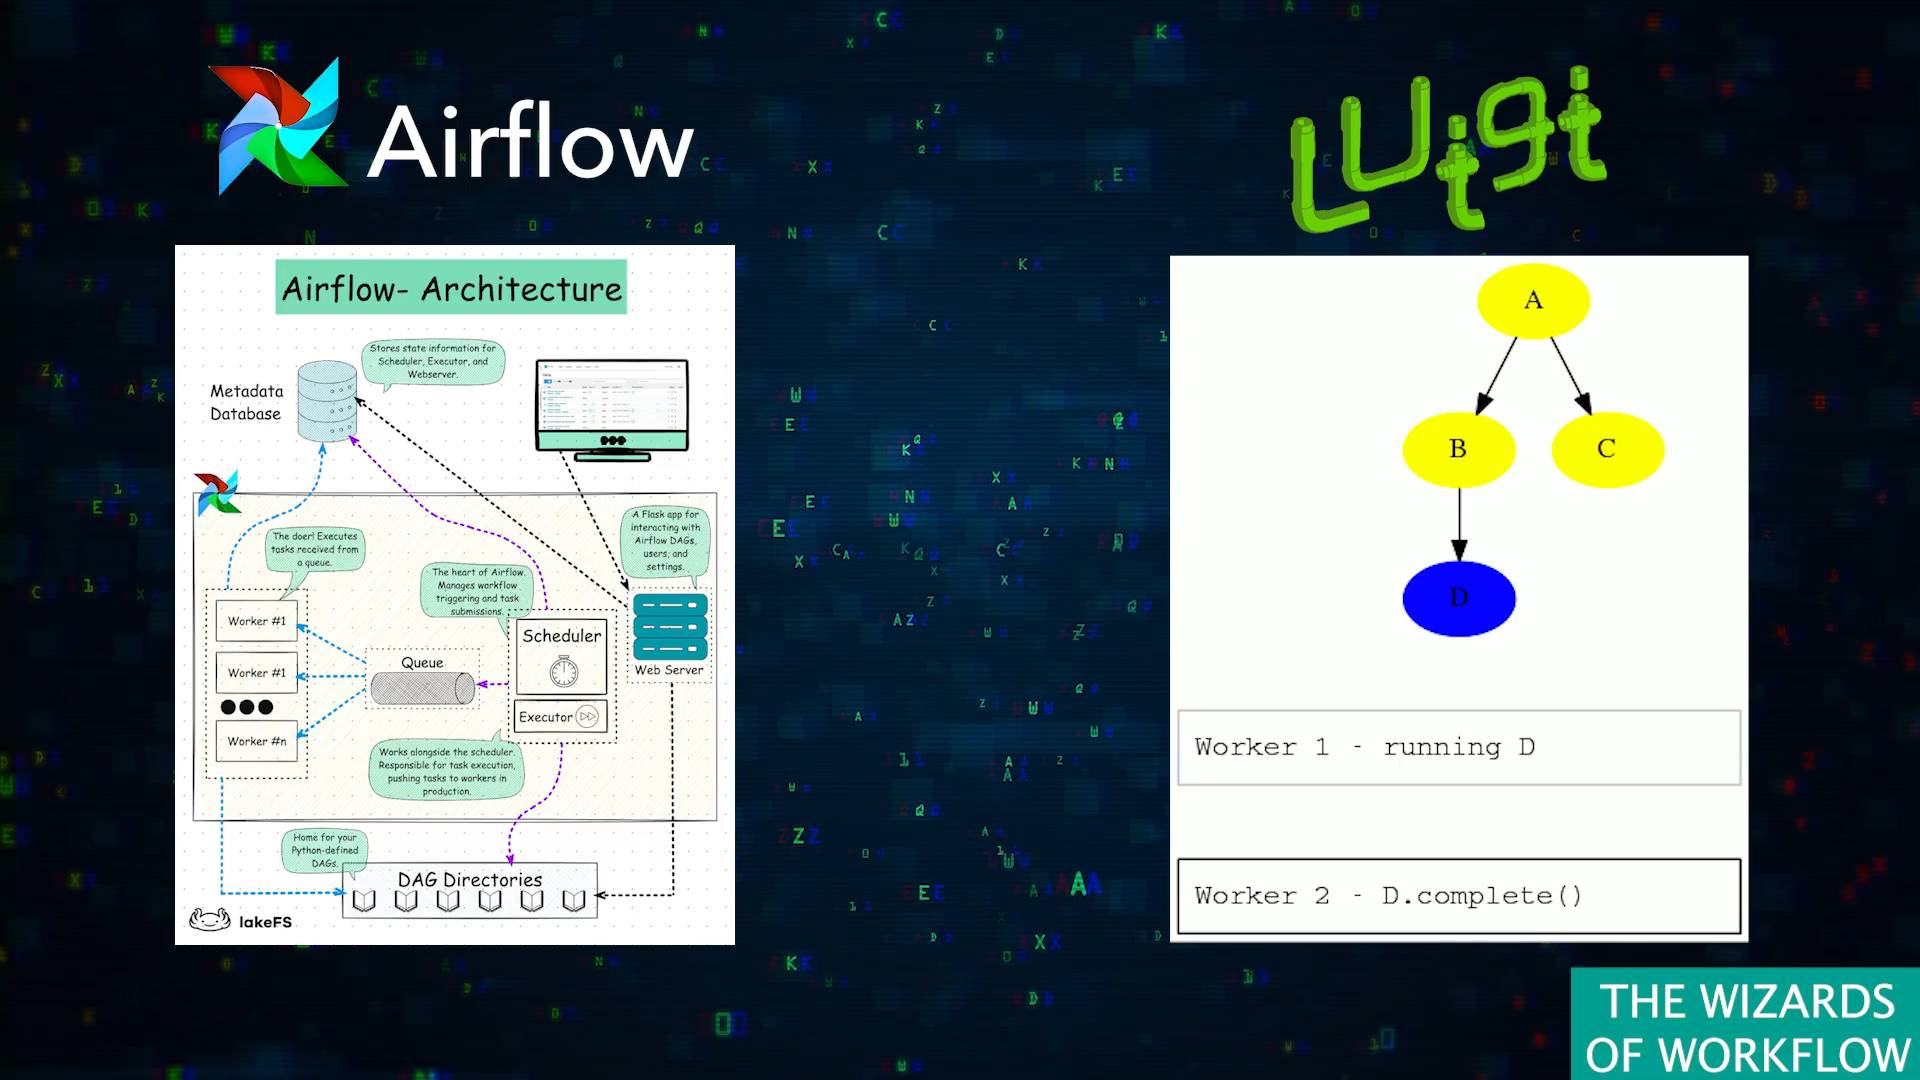 Airflow
Luigi
Airflow- Architecture
Stores state information for
Scheduler, Executor, and
Webserver.
Metadata
Database
A Flask app for
interacting with
Airflow DAGs,
users, and
settings.
The doer! Executes
tasks received from
a queue.
The heart of Airflow.
Manages workflow
triggering and task
submissions.
Worker #1
Worker #1
Worker #n
Queue
Scheduler
Executor
Web Server
Works alongside the scheduler.
Responsible for task execution,
pushing tasks to workers in
production.
Home for your
Python-defined
DAGs.
DAG Directories
lakeFS
A
B
C
D
Worker 1 - running D
Worker 2 - D.complete()
THE WIZARDS
OF WORKFLOW